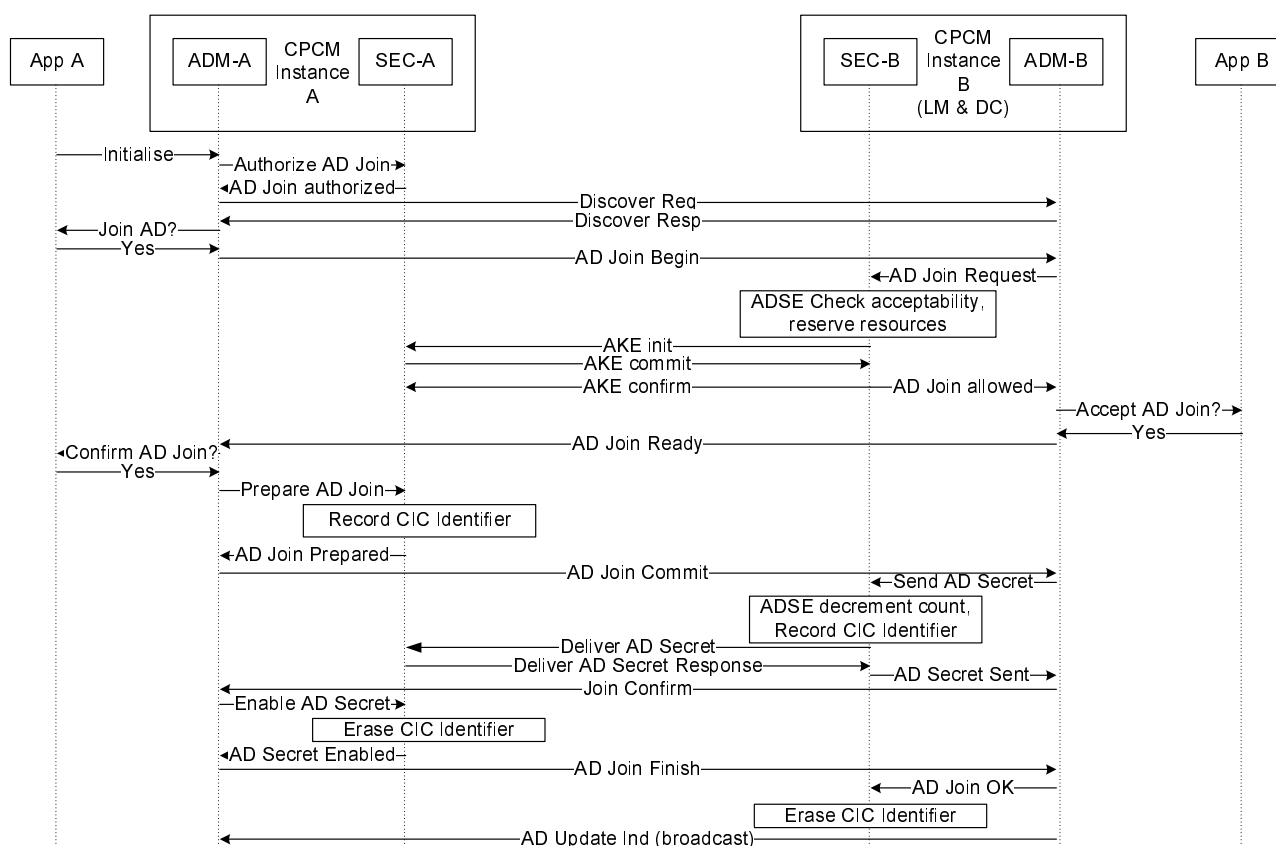 App A
ADM-A
CPCM
Instance
A
SEC-A
SEC-B
CPCM
Instance
B
(LM & DC)
ADM-B
App B
Initialise
Authorize AD Join
AD Join authorized
Discover Req
Discover Resp
Join AD?
Yes
AD Join Begin
AD Join Request
ADSE Check acceptability,
reserve resources
AKE init
AKE commit
AKE confirm
AD Join allowed
Accept AD Join?
Yes
AD Join Ready
Confirm AD Join?
Yes
Prepare AD Join
Record CIC Identifier
AD Join Prepared
AD Join Commit
Send AD Secret
ADSE decrement count,
Record CIC Identifier
Deliver AD Secret
Deliver AD Secret Response
AD Secret Sent
Join Confirm
Enable AD Secret
Erase CIC Identifier
AD Secret Enabled
AD Join Finish
AD Join OK
Erase CIC Identifier
AD Update Ind (broadcast)